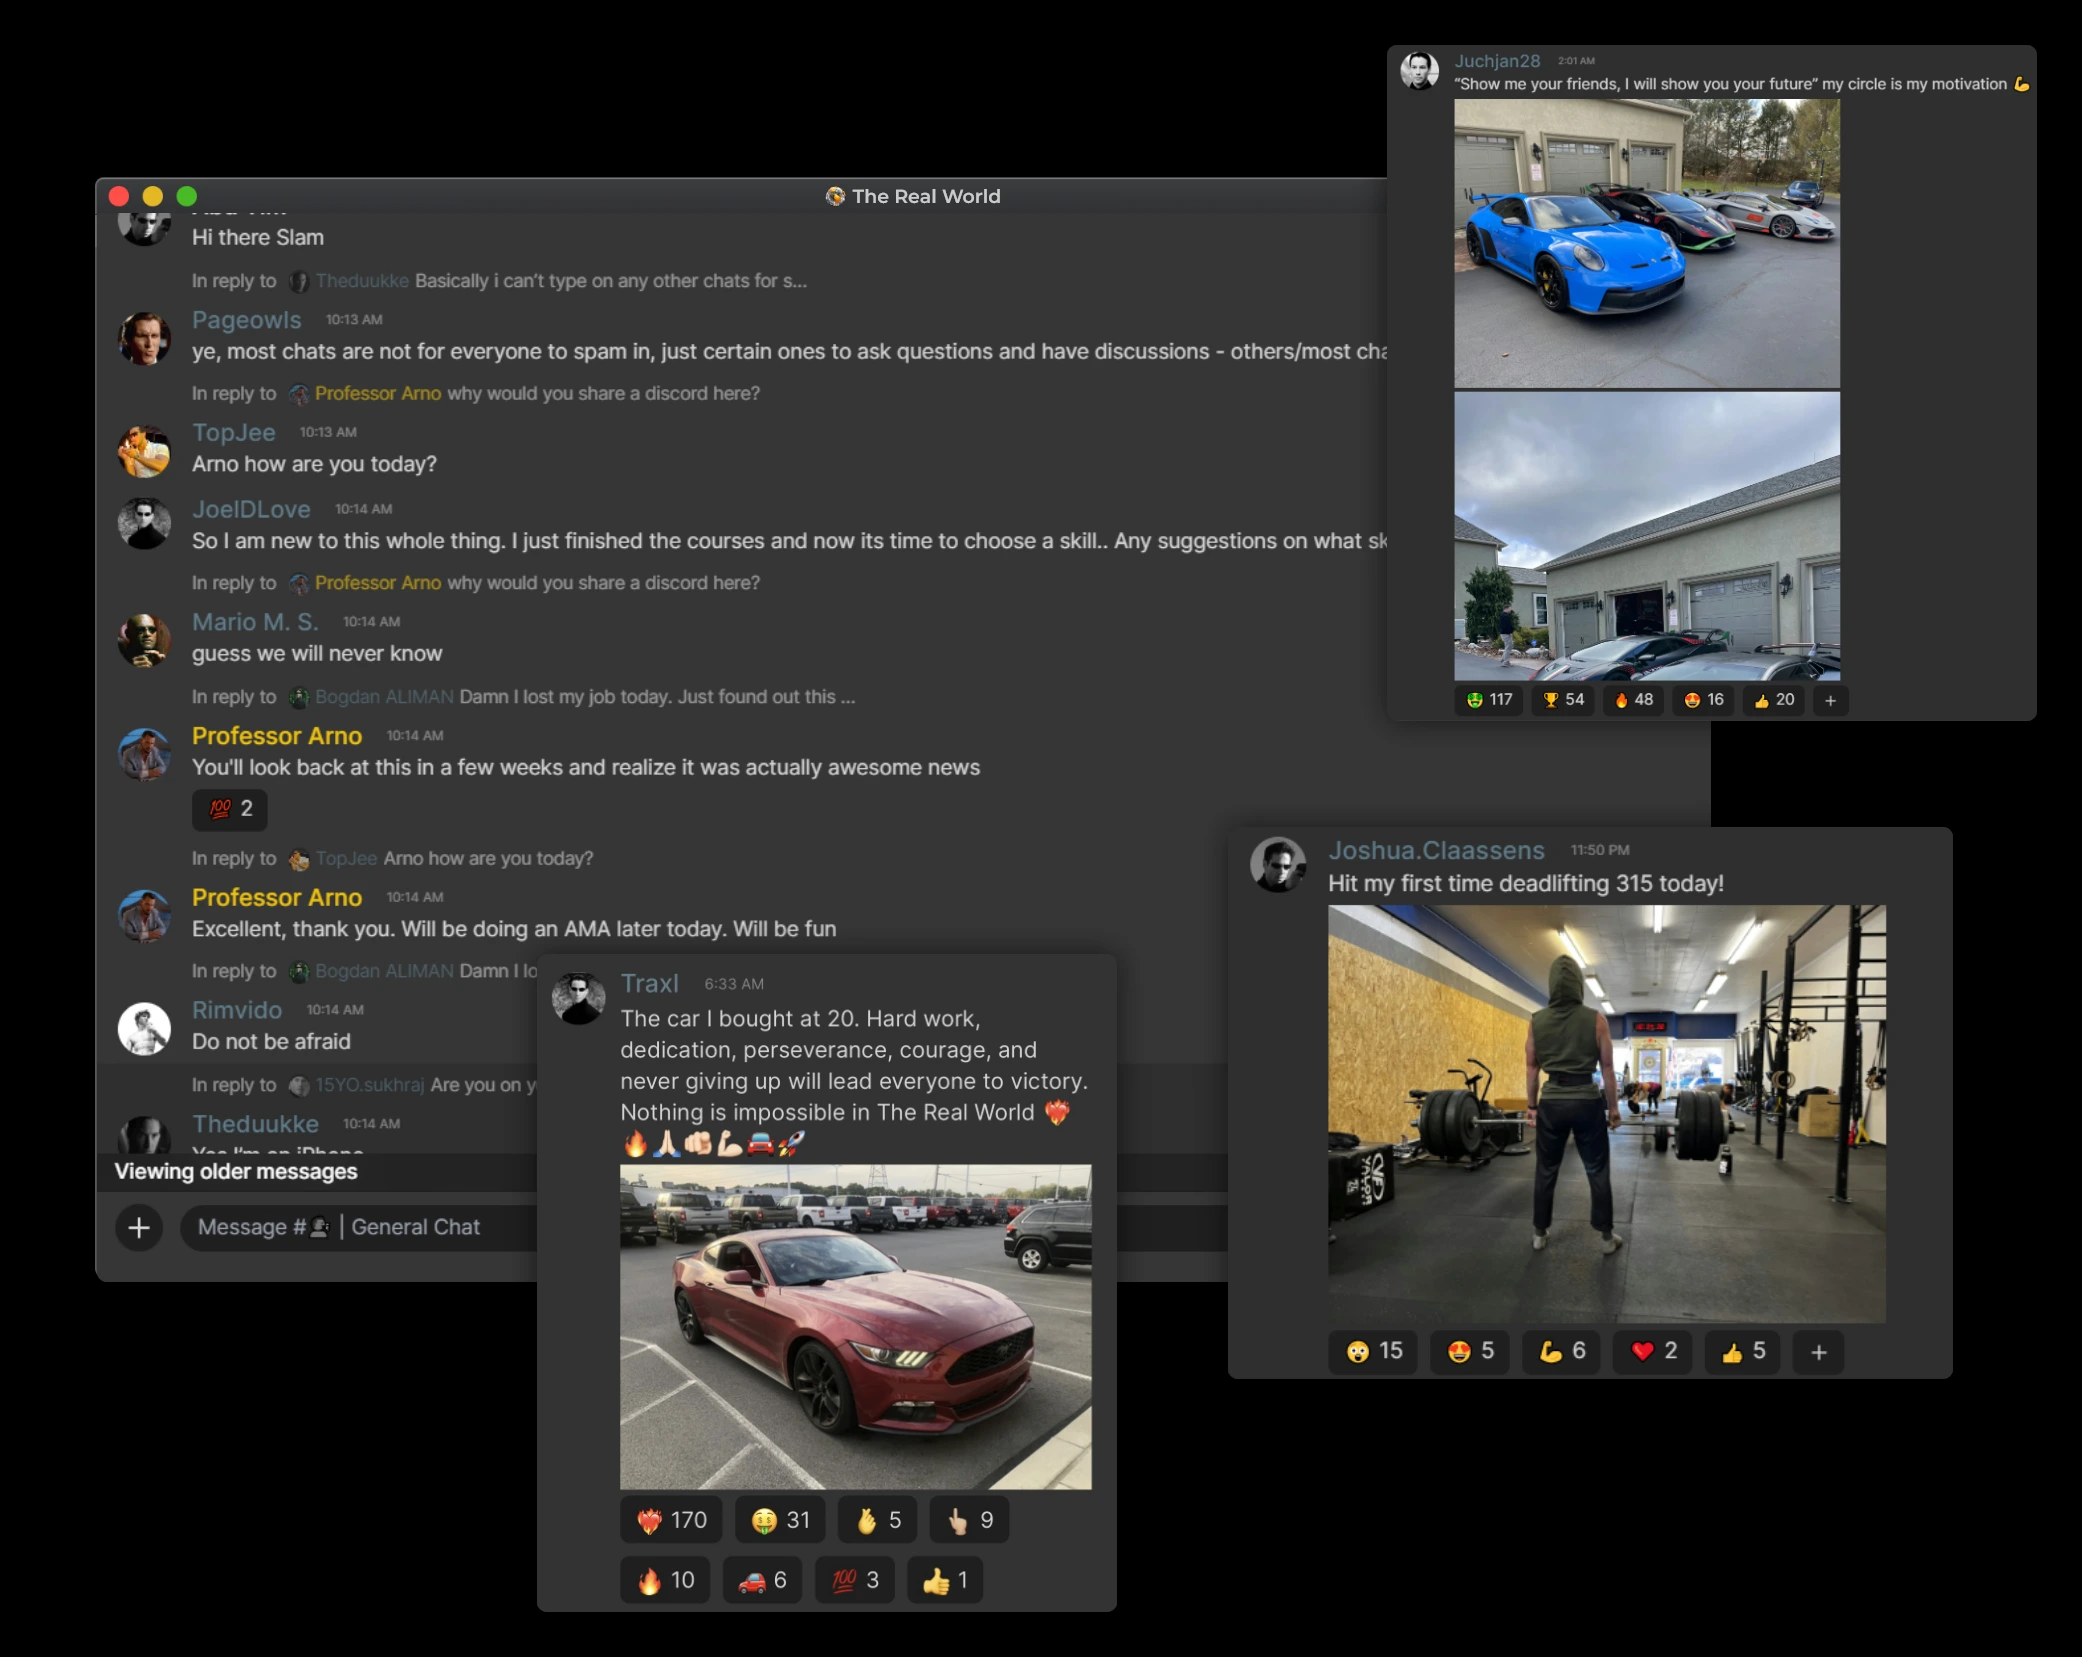 The Real World
Hi there Slam
In reply to Theduukke Basically i can't type on any other chats for s...
Pageowls 10:13 AM
ye, most chats are not for everyone to spam in, just certain ones to ask questions and have discussions - others/most cha
In reply to Professor Arno why would you share a discord here?
TopJee 10:13 AM
Arno how are you today?
JoelDLove 10:14 AM
So I am new to this whole thing. I just finished the courses and now its time to choose a skill.. Any suggestions on what sk
In reply to Professor Arno why would you share a discord here?
Mario M. S. 10:14 AM
guess we will never know
In reply to Bogdan ALIMAN Damn I lost my job today. Just found out this ...
Professor Arno 10:14 AM
You'll look back at this in a few weeks and realize it was actually awesome news
💯 2
In reply to TopJee Arno how are you today?
Professor Arno 10:14 AM
Excellent, thank you. Will be doing an AMA later today. Will be fun
In reply to Bogdan ALIMAN Damn I lo
Rimvido 10:14 AM
Do not be afraid
In reply to 15YO.sukhraj Are you on y
Theduukke 10:14 AM
Yes I'm on iPhone
Viewing older messages
+ Message #👤 | General Chat
Juchjan28 2:01 AM
“Show me your friends, I will show you your future” my circle is my motivation 💪
117 🏆 54 🔥 48 😍 16 👍 20 +
Joshua.Claassens 11:50 PM
Hit my first time deadlifting 315 today!
VALOR
😲 15 😍 5 💪 6 ❤️ 2 👍 5 +
Traxl 6:33 AM
The car I bought at 20. Hard work,
dedication, perseverance, courage, and
never giving up will lead everyone to victory.
Nothing is impossible in The Real World ❤️‍🔥
🔥🙏🏻🫵🏻💪🏻🚘🚀
❤️‍🔥 170 🤑 31 🫰 5 👆🏼 9
🔥 10 🚗 6 💯 3 👍 1